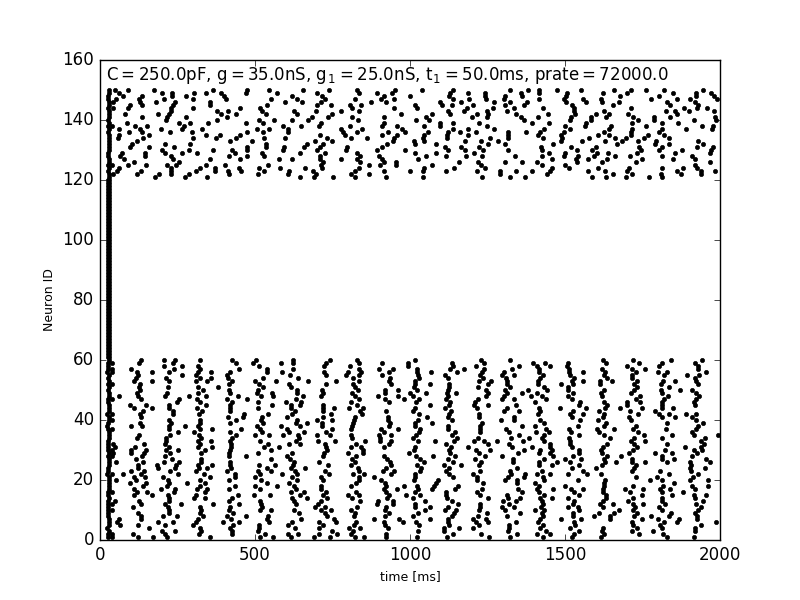 160
C = 250.0pF, g = 35.0nS, g₁ = 25.0nS, t₁ = 50.0ms, prate = 72000.0
140
120
100
80
60
40
20
0
Neuron ID
0 500 1000 1500 2000
time [ms]